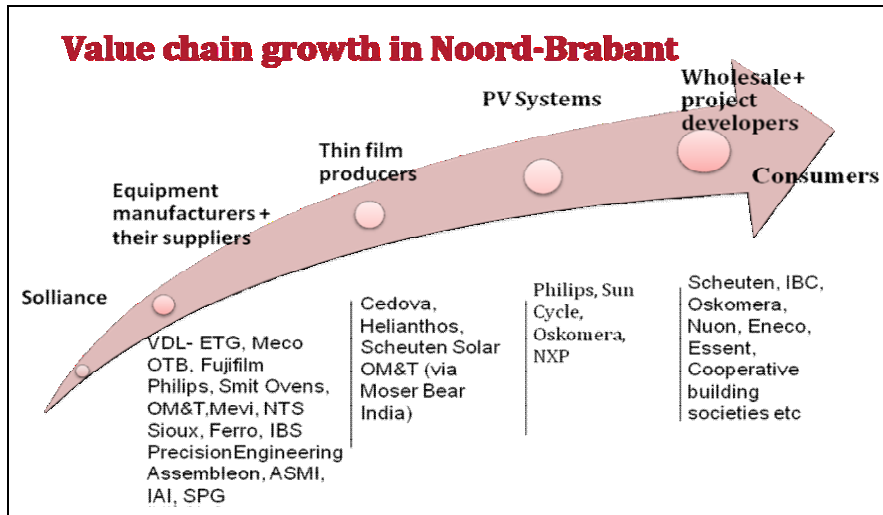 Value chain growth in Noord-Brabant
Wholesale+
project
developers
PV Systems
Thin film
producers
Consumers
Equipment
manufacturers +
their suppliers
Solliance
VDL- ETG, Meco
OTB, Fujifilm
Philips, Smit Ovens,
OM&T,Mevi, NTS
Sioux, Ferro, IBS
PrecisionEngineering
Assembleon, ASMI,
IAI, SPG
Cedova,
Helianthos,
Scheuten Solar
OM&T (via
Moser Bear
India)
Philips, Sun
Cycle,
Oskomera,
NXP
Scheuten, IBC,
Oskomera,
Nuon, Eneco,
Essent,
Cooperative
building
societies etc